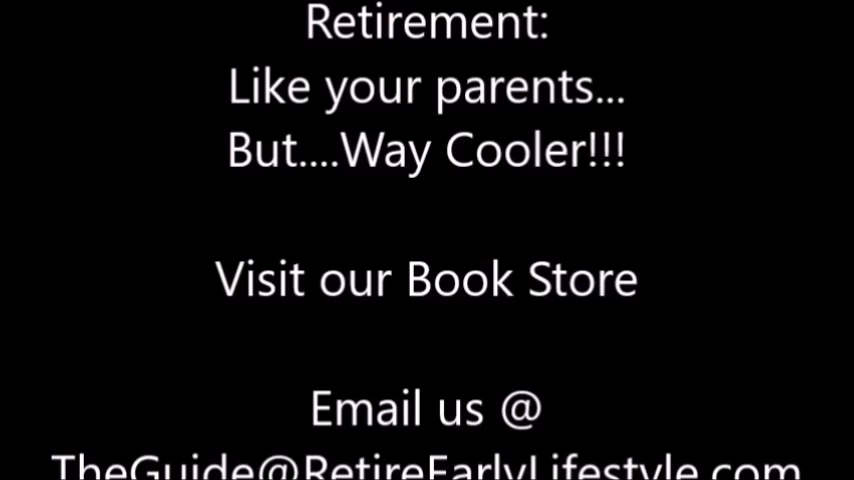 Retirement:
Like your parents...
But....Way Cooler!!!
Visit our Book Store
Email us @
TheGuide@RetireEarlyLifestyle.com